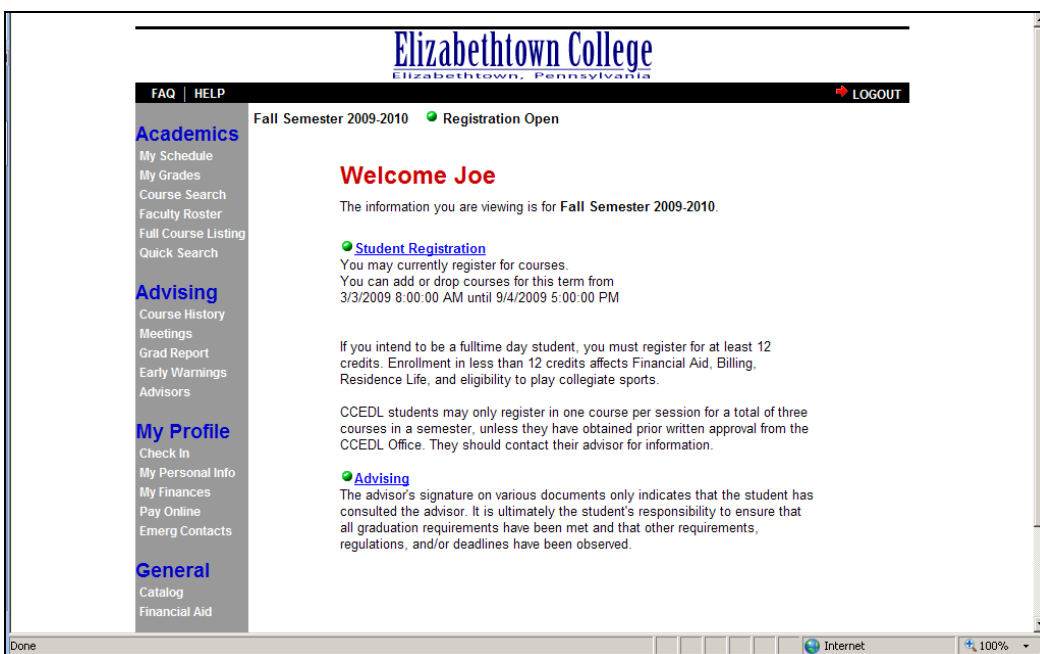 Elizabethtown College
Elizabethtown, Pennsylvania
FAQ | HELP
LOGOUT
Fall Semester 2009-2010 Registration Open
Academics
My Schedule
My Grades
Course Search
Faculty Roster
Full Course Listing
Quick Search
Advising
Course History
Meetings
Grad Report
Early Warnings
Advisors
My Profile
Check In
My Personal Info
My Finances
Pay Online
Emerg Contacts
General
Catalog
Financial Aid
Welcome Joe
The information you are viewing is for Fall Semester 2009-2010.
Student Registration
You may currently register for courses.
You can add or drop courses for this term from
3/3/2009 8:00:00 AM until 9/4/2009 5:00:00 PM
If you intend to be a fulltime day student, you must register for at least 12
credits. Enrollment in less than 12 credits affects Financial Aid, Billing,
Residence Life, and eligibility to play collegiate sports.
CCEDL students may only register in one course per session for a total of three
courses in a semester, unless they have obtained prior written approval from the
CCEDL Office. They should contact their advisor for information.
Advising
The advisor's signature on various documents only indicates that the student has
consulted the advisor. It is ultimately the student's responsibility to ensure that
all graduation requirements have been met and that other requirements,
regulations, and/or deadlines have been observed.
Done
Internet
100%